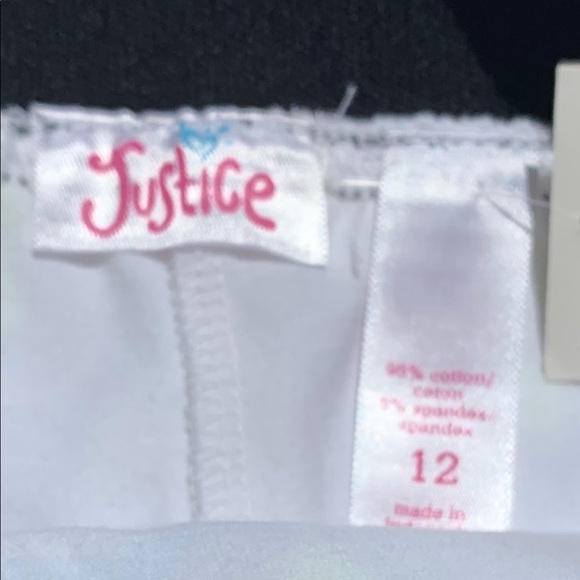 Justice
95% cotton/
coton
5% spandex/
spandex
12
made in